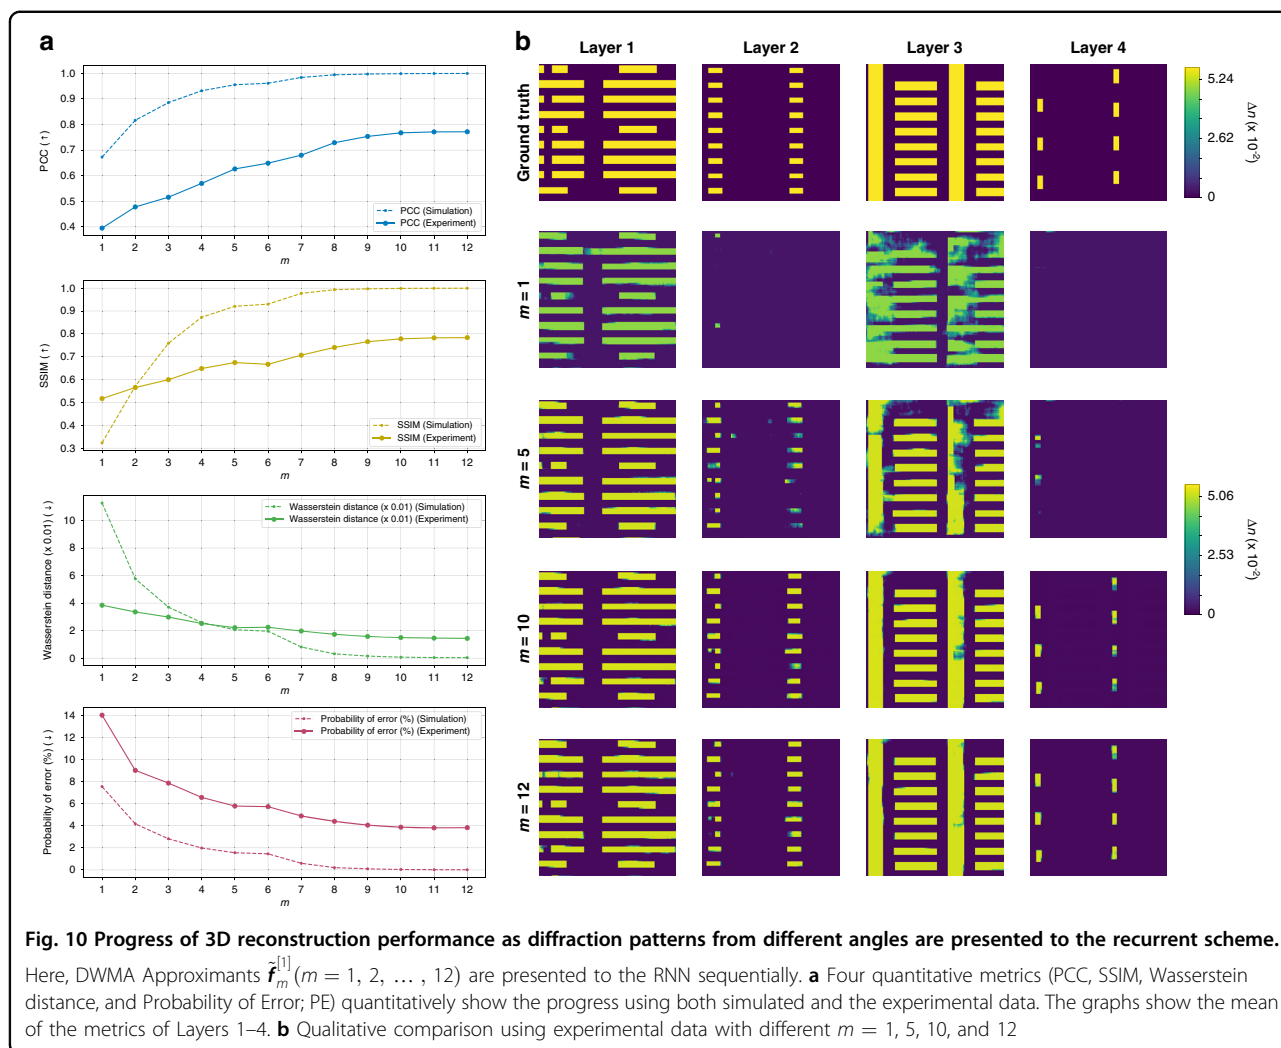 a
1.0
0.9
0.8
0.7
0.6
0.5
0.4
PCC (↑)
PCC (Simulation)
PCC (Experiment)
1 2 3 4 5 6 7 8 9 10 11 12
m
1.0
0.9
0.8
0.7
0.6
0.5
0.4
0.3
SSIM (↑)
SSIM (Simulation)
SSIM (Experiment)
1 2 3 4 5 6 7 8 9 10 11 12
m
10
8
6
4
2
0
Wasserstein distance (x 0.01) (↓)
Wasserstein distance (x 0.01) (Simulation)
Wasserstein distance (x 0.01) (Experiment)
1 2 3 4 5 6 7 8 9 10 11 12
m
14
12
10
8
6
4
2
0
Probability of error (%) (↓)
Probability of error (%) (Simulation)
Probability of error (%) (Experiment)
1 2 3 4 5 6 7 8 9 10 11 12
m
b
Layer 1 Layer 2 Layer 3 Layer 4
Ground truth
m = 1
m = 5
m = 10
m = 12
5.24
2.62
0
Δn (x 10⁻²)
5.06
2.53
0
Δn (x 10⁻²)
Fig. 10 Progress of 3D reconstruction performance as diffraction patterns from different angles are presented to the recurrent scheme.
Here, DWMA Approximants f̃_m^[1] (m = 1, 2, … , 12) are presented to the RNN sequentially. a Four quantitative metrics (PCC, SSIM, Wasserstein
distance, and Probability of Error; PE) quantitatively show the progress using both simulated and the experimental data. The graphs show the mean
of the metrics of Layers 1–4. b Qualitative comparison using experimental data with different m = 1, 5, 10, and 12